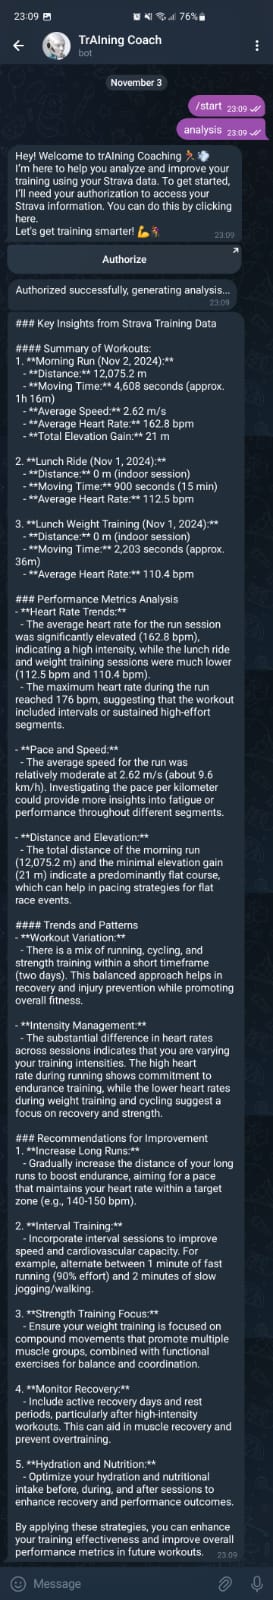 23:09
76%
TrAIning Coach
bot
November 3
/start 23:09
analysis 23:09
Hey! Welcome to trAIning Coaching 🏃💨
I'm here to help you analyze and improve your
training using your Strava data. To get started,
I'll need your authorization to access your
Strava information. You can do this by clicking
here.
Let's get training smarter! 💪🏃
23:09
Authorize
Authorized successfully, generating analysis...
23:09
### Key Insights from Strava Training Data
#### Summary of Workouts:
1. **Morning Run (Nov 2, 2024):**
- **Distance:** 12,075.2 m
- **Moving Time:** 4,608 seconds (approx.
1h 16m)
- **Average Speed:** 2.62 m/s
- **Average Heart Rate:** 162.8 bpm
- **Total Elevation Gain:** 21 m
2. **Lunch Ride (Nov 1, 2024):**
- **Distance:** 0 m (indoor session)
- **Moving Time:** 900 seconds (15 min)
- **Average Heart Rate:** 112.5 bpm
3. **Lunch Weight Training (Nov 1, 2024):**
- **Distance:** 0 m (indoor session)
- **Moving Time:** 2,203 seconds (approx.
36m)
- **Average Heart Rate:** 110.4 bpm
### Performance Metrics Analysis
- **Heart Rate Trends:**
- The average heart rate for the run session
was significantly elevated (162.8 bpm),
indicating a high intensity, while the lunch ride
and weight training sessions were much lower
(112.5 bpm and 110.4 bpm).
- The maximum heart rate during the run
reached 176 bpm, suggesting that the workout
included intervals or sustained high-effort
segments.
- **Pace and Speed:**
- The average speed for the run was
relatively moderate at 2.62 m/s (about 9.6
km/h). Investigating the pace per kilometer
could provide more insights into fatigue or
performance throughout different segments.
- **Distance and Elevation:**
- The total distance of the morning run
(12,075.2 m) and the minimal elevation gain
(21 m) indicate a predominantly flat course,
which can help in pacing strategies for flat
race events.
#### Trends and Patterns
- **Workout Variation:**
- There is a mix of running, cycling, and
strength training within a short timeframe
(two days). This balanced approach helps in
recovery and injury prevention while promoting
overall fitness.
- **Intensity Management:**
- The substantial difference in heart rates
across sessions indicates that you are varying
your training intensities. The high heart
rate during running shows commitment to
endurance training, while the lower heart rates
during weight training and cycling suggest a
focus on recovery and strength.
### Recommendations for Improvement
1. **Increase Long Runs:**
- Gradually increase the distance of your long
runs to boost endurance, aiming for a pace
that maintains your heart rate within a target
zone (e.g., 140-150 bpm).
2. **Interval Training:**
- Incorporate interval sessions to improve
speed and cardiovascular capacity. For
example, alternate between 1 minute of fast
running (90% effort) and 2 minutes of slow
jogging/walking.
3. **Strength Training Focus:**
- Ensure your weight training is focused on
compound movements that promote multiple
muscle groups, combined with functional
exercises for balance and coordination.
4. **Monitor Recovery:**
- Include active recovery days and rest
periods, particularly after high-intensity
workouts. This can aid in muscle recovery and
prevent overtraining.
5. **Hydration and Nutrition:**
- Optimize your hydration and nutritional
intake before, during, and after sessions to
enhance recovery and performance outcomes.
By applying these strategies, you can enhance
your training effectiveness and improve overall
performance metrics in future workouts. 23:09
Message